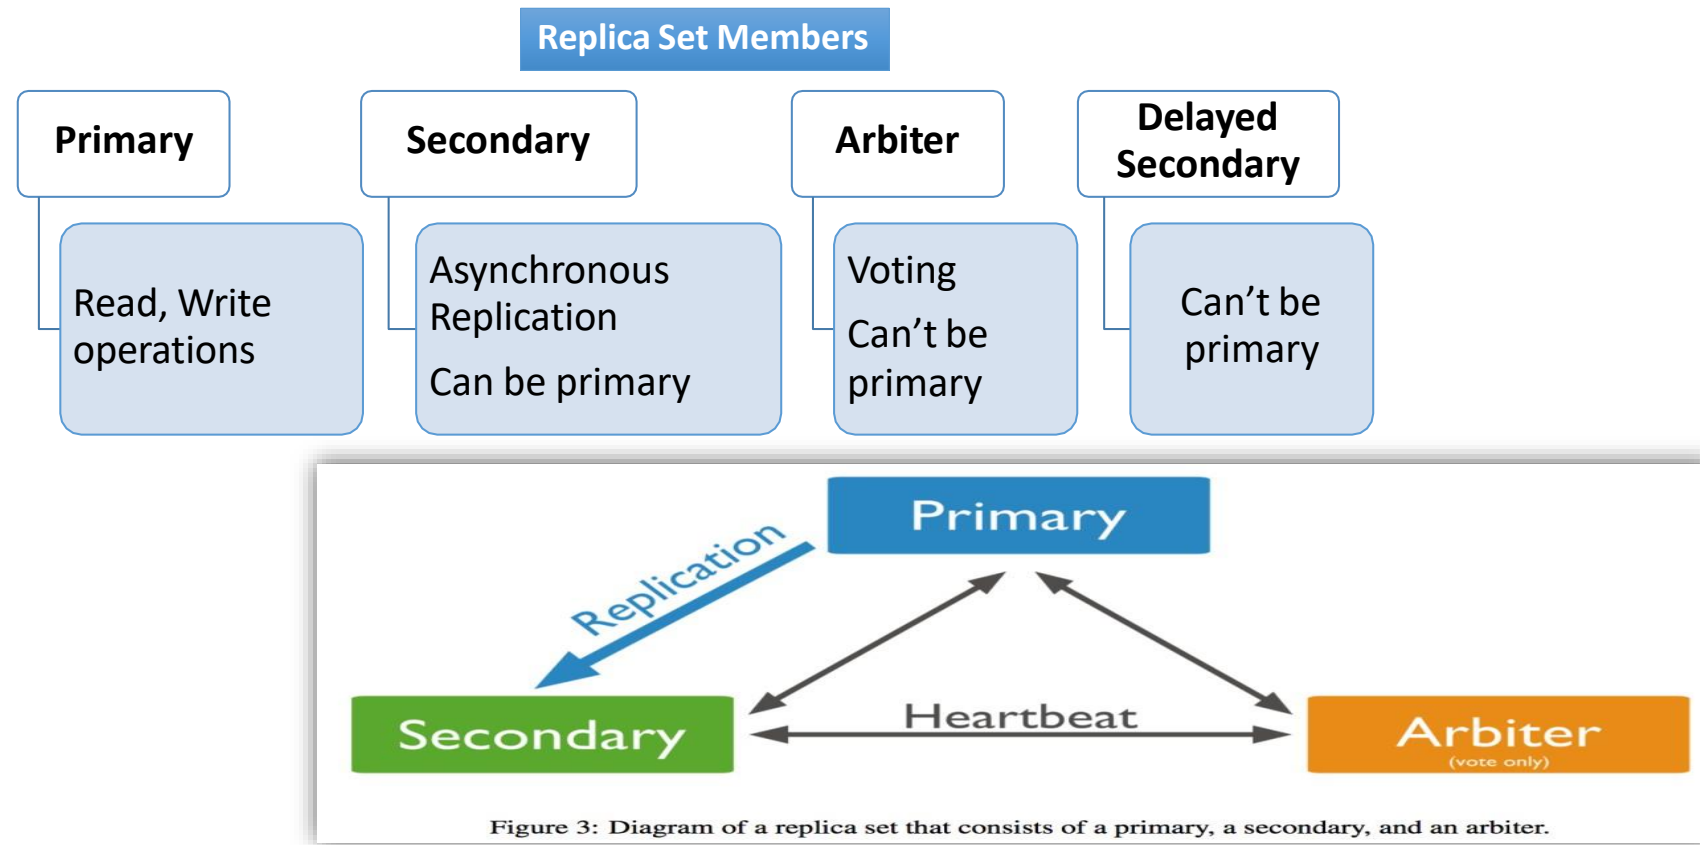 Replica Set Members
Primary
Secondary
Arbiter
Delayed
Secondary
Read, Write
operations
Asynchronous
Replication
Can be primary
Voting
Can’t be
primary
Can’t be
primary
Primary
Replication
Secondary
Heartbeat
Arbiter
(vote only)
Figure 3: Diagram of a replica set that consists of a primary, a secondary, and an arbiter.